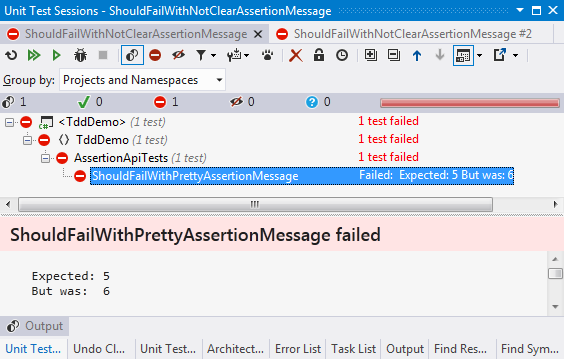 Unit Test Sessions - ShouldFailWithNotClearAssertionMessage
ShouldFailWithNotClearAssertionMessage ShouldFailWithNotClearAssertionMessage #2
Group by: Projects and Namespaces
1 0 1 0 0
C# <TddDemo> (1 test) 1 test failed
TddDemo (1 test) 1 test failed
AssertionApiTests (1 test) 1 test failed
ShouldFailWithPrettyAssertionMessage Failed: Expected: 5 But was: 6
ShouldFailWithPrettyAssertionMessage failed
Expected: 5
But was: 6
Output
Unit Test... Undo Cl... Unit Test... Architect... Error List Task List Output Find Res... Find Sym...